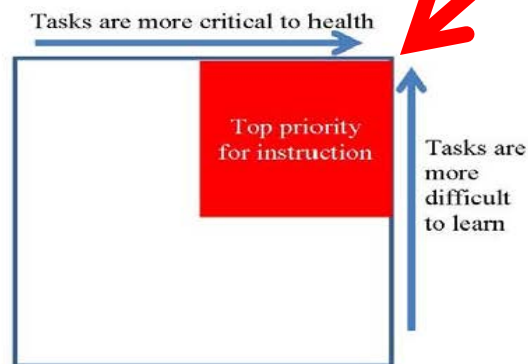 Tasks are more critical to health
Top priority
for instruction
Tasks are
more
difficult
to learn